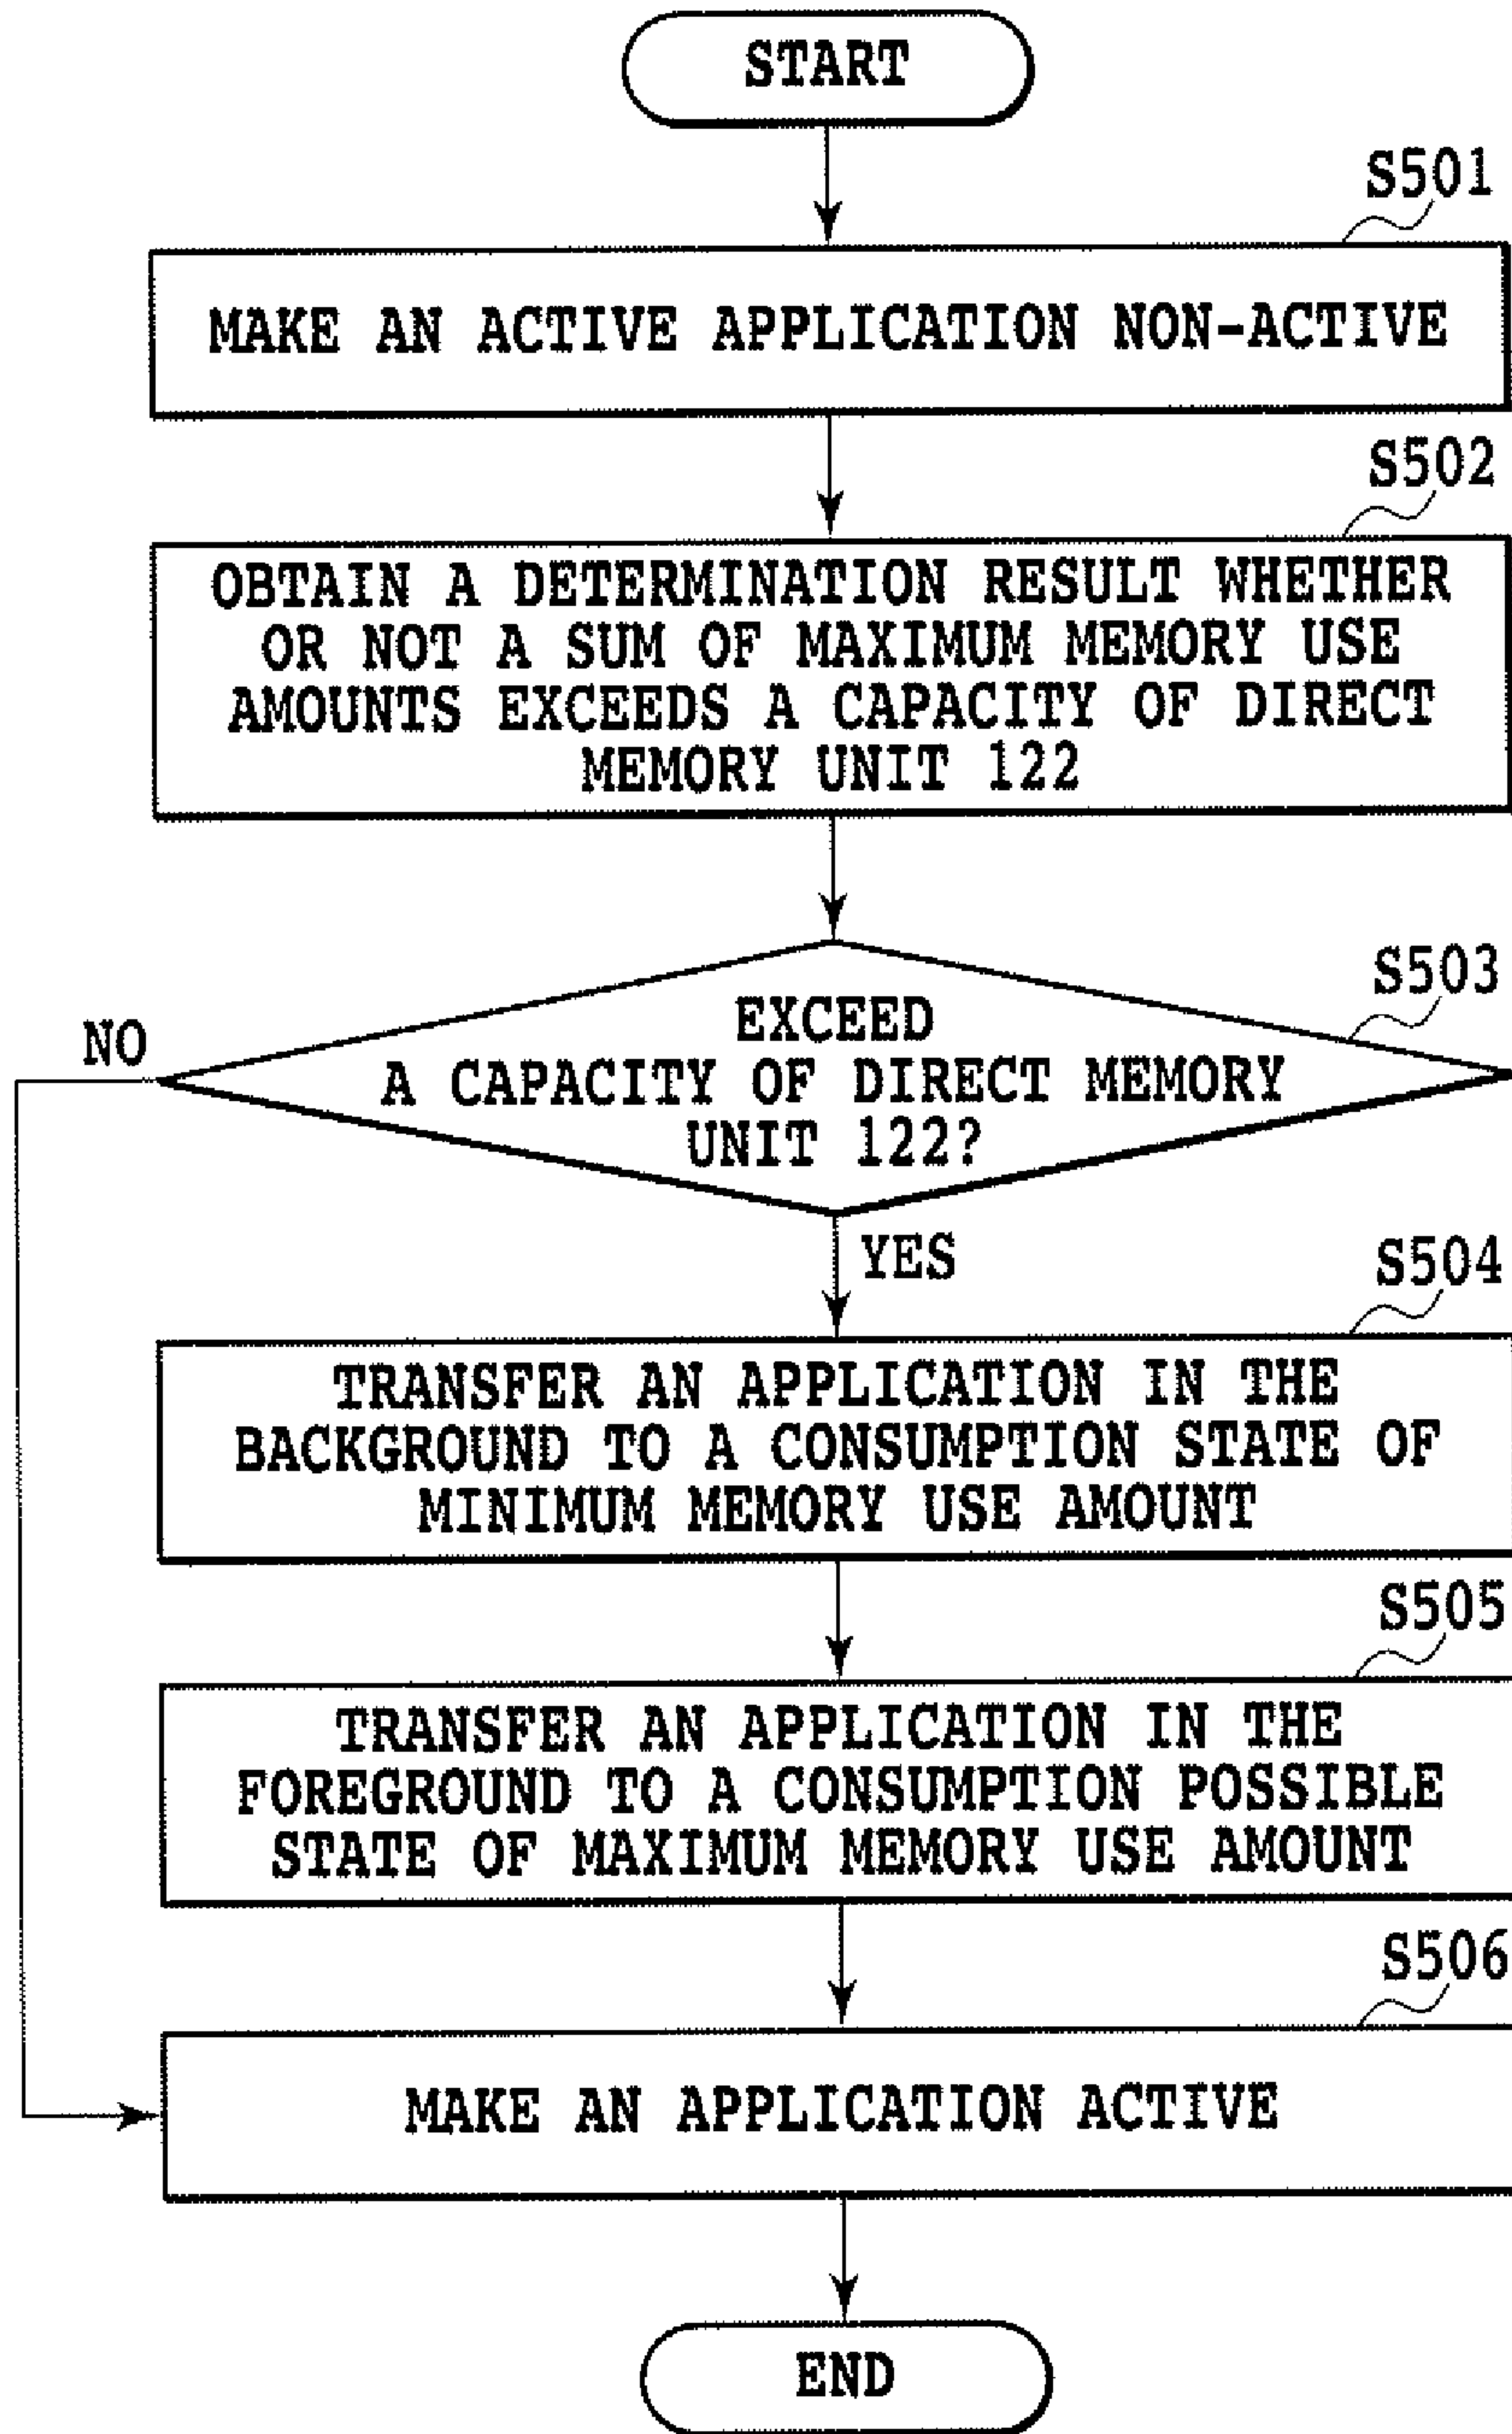 START
S501
MAKE AN ACTIVE APPLICATION NON-ACTIVE
S502
OBTAIN A DETERMINATION RESULT WHETHER
OR NOT A SUM OF MAXIMUM MEMORY USE
AMOUNTS EXCEEDS A CAPACITY OF DIRECT
MEMORY UNIT 122
S503
NO
EXCEED
A CAPACITY OF DIRECT MEMORY
UNIT 122?
YES
S504
TRANSFER AN APPLICATION IN THE
BACKGROUND TO A CONSUMPTION STATE OF
MINIMUM MEMORY USE AMOUNT
S505
TRANSFER AN APPLICATION IN THE
FOREGROUND TO A CONSUMPTION POSSIBLE
STATE OF MAXIMUM MEMORY USE AMOUNT
S506
MAKE AN APPLICATION ACTIVE
END